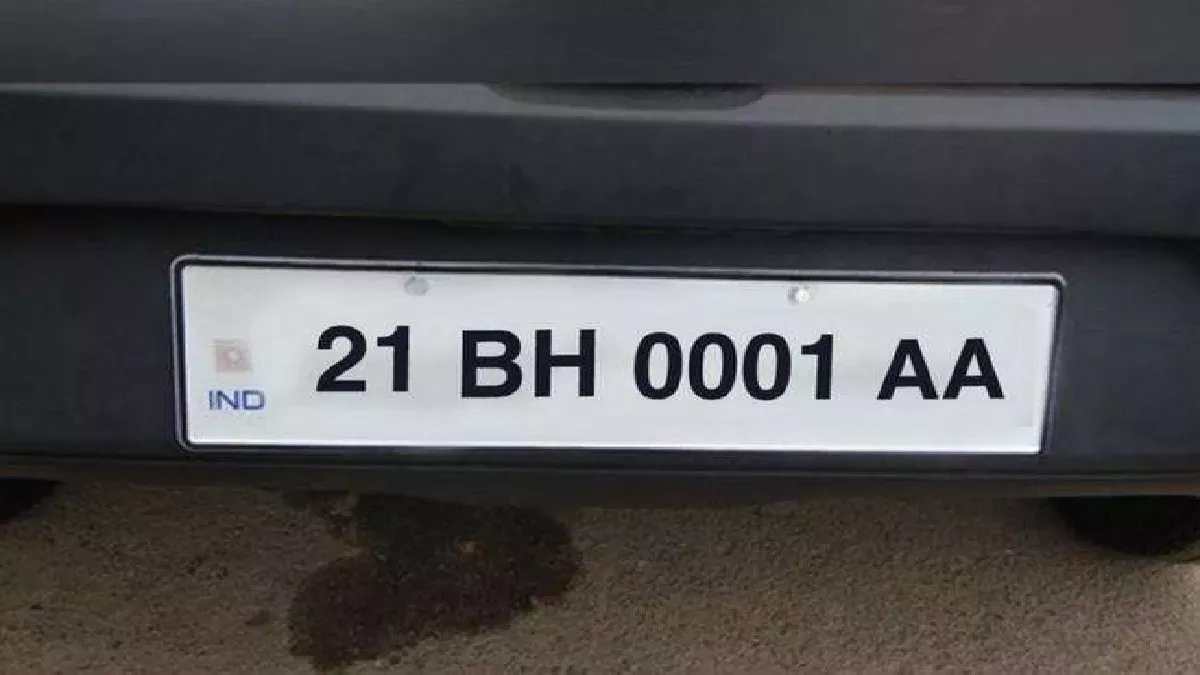 21 BH 0001 AA
IND